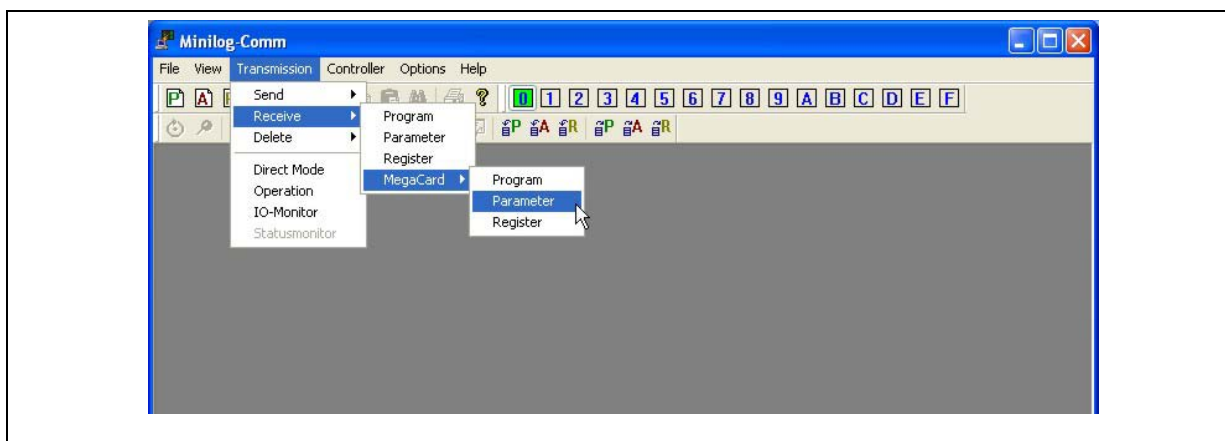 Minilog-Comm
File View Transmission Controller Options Help
P A 0 1 2 3 4 5 6 7 8 9 A B C D E F
P A R P A R
Send
Receive
Delete
Direct Mode
Operation
IO-Monitor
Statusmonitor
Program
Parameter
Register
MegaCard
Program
Parameter
Register